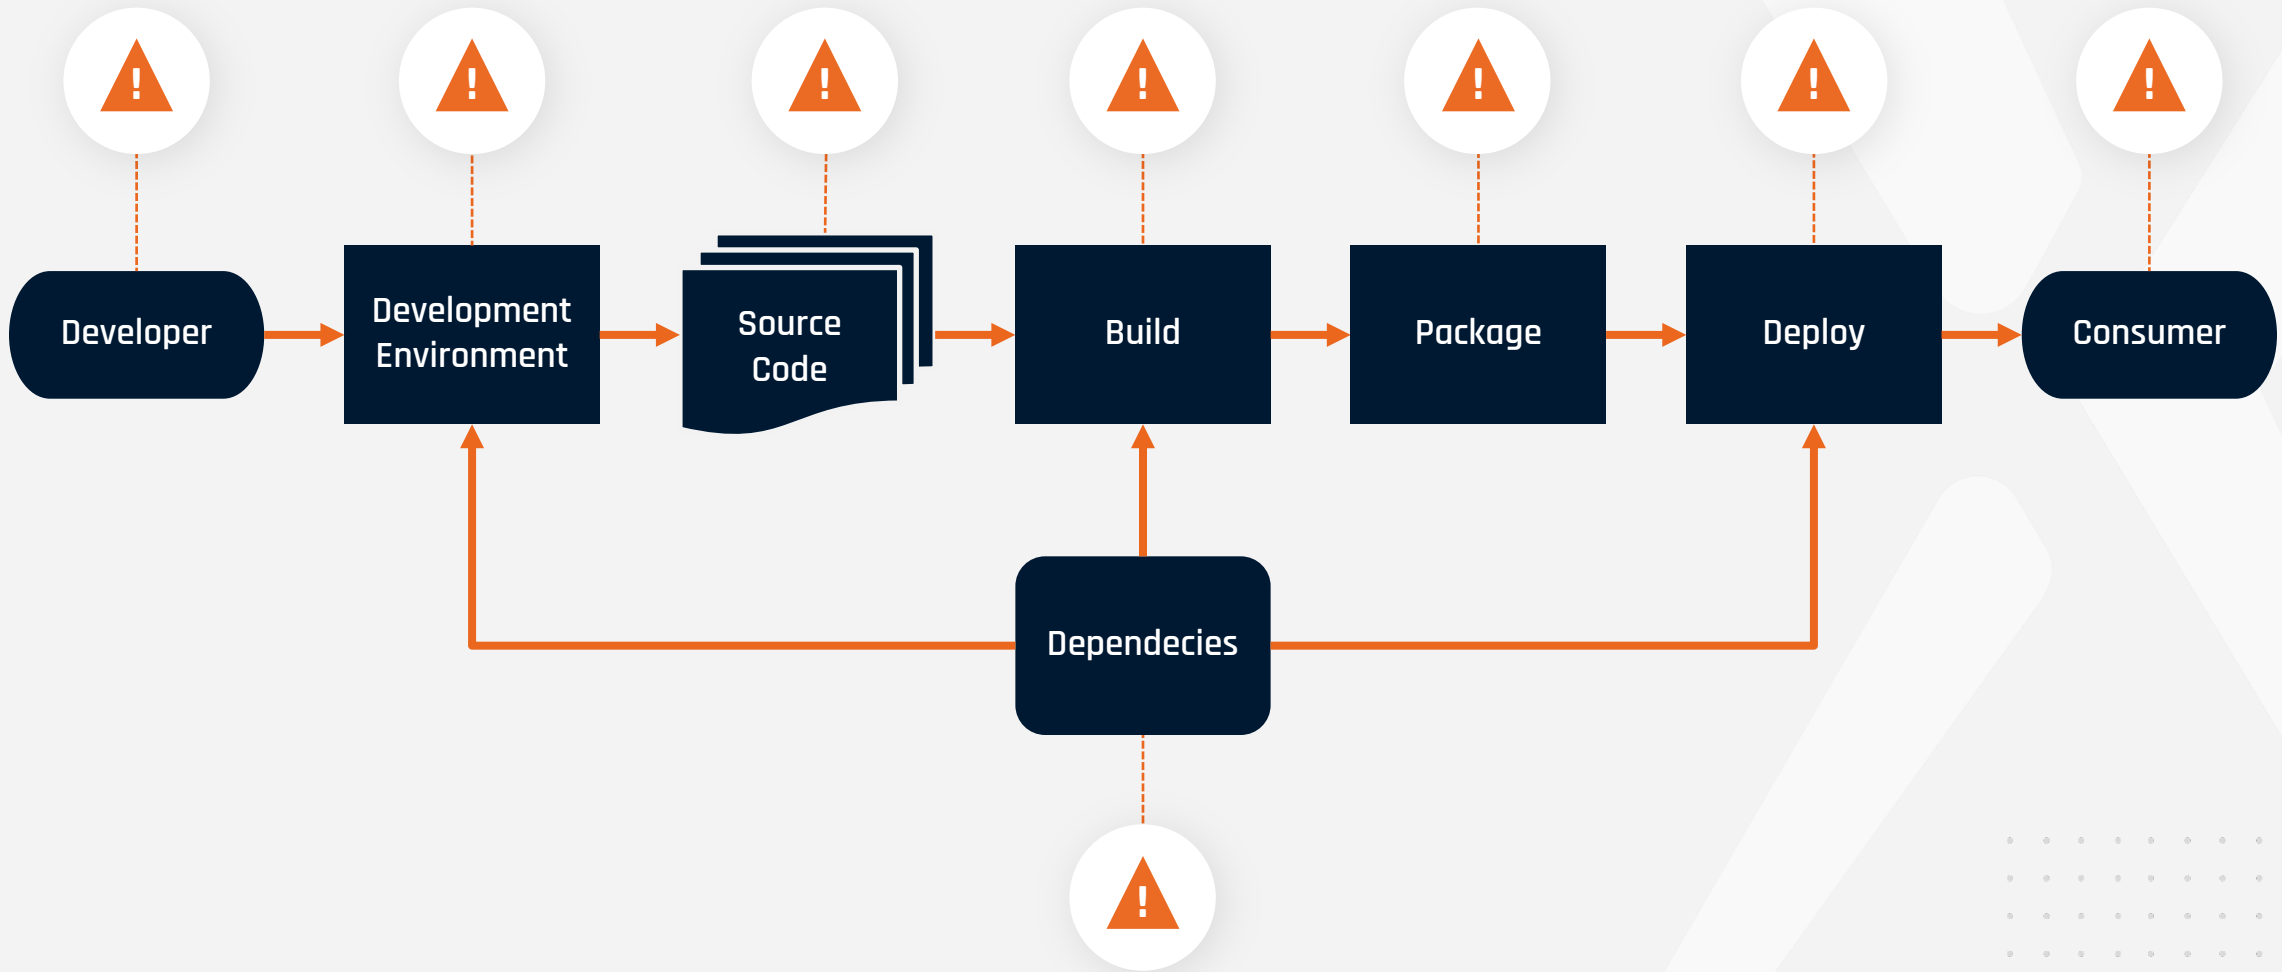 !
!
!
!
!
!
!
Developer
Development
Environment
Source
Code
Build
Package
Deploy
Consumer
Dependecies
!